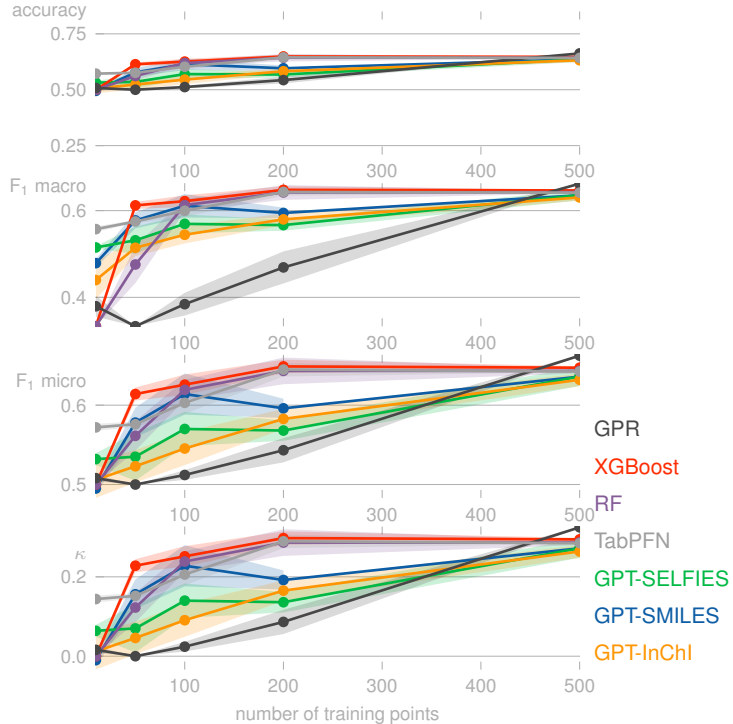 accuracy
0.75
0.50
0.25
100 200 300 400 500
F₁ macro
0.6
0.4
100 200 300 400 500
F₁ micro
0.6
0.5
100 200 300 400 500
κ
0.2
0.0
100 200 300 400 500
number of training points
GPR
XGBoost
RF
TabPFN
GPT-SELFIES
GPT-SMILES
GPT-InChI